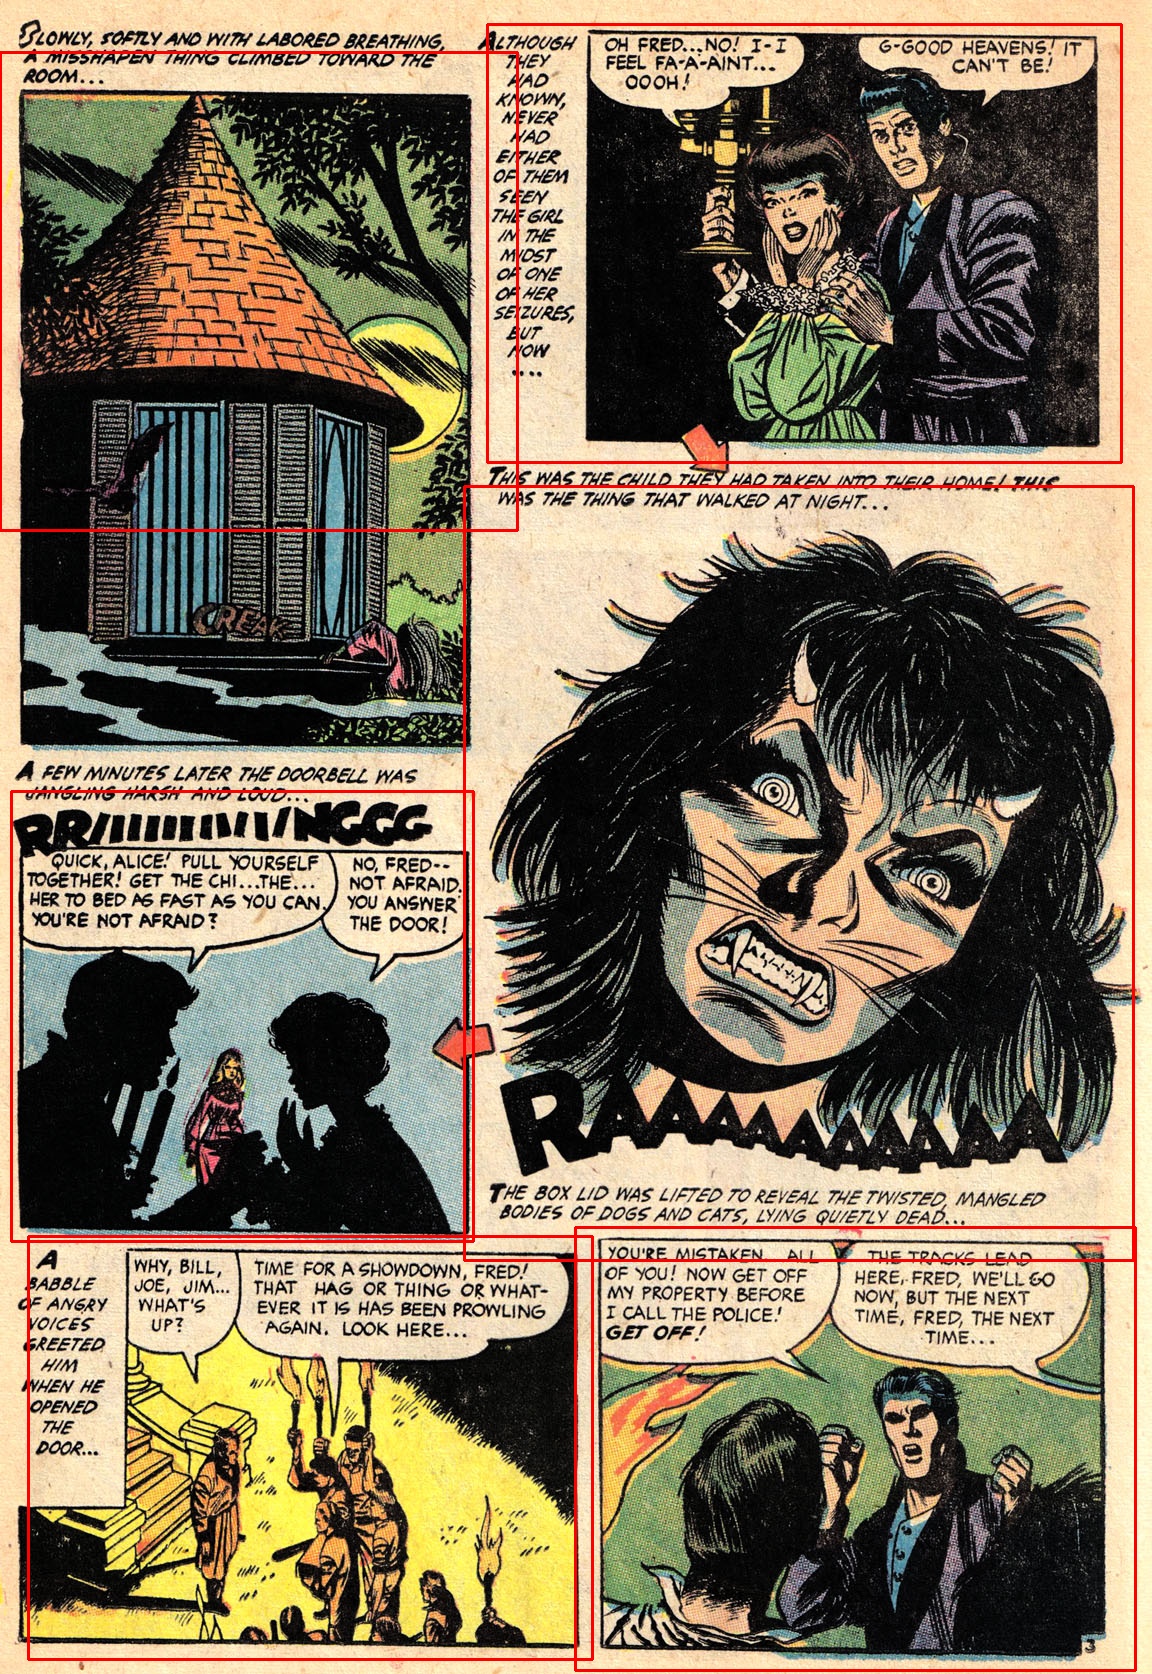 SLOWLY, SOFTLY AND WITH LABORED BREATHING,
A MISSHAPEN THING CLIMBED TOWARD THE
ROOM...
CREAK
ALTHOUGH
THEY
HAD
KNOWN,
NEVER
HAD
EITHER
OF THEM
SEEN
THE GIRL
IN THE
MIDST
OF ONE
OF HER
SEIZURES,
BUT
NOW
....
OH FRED...NO! I-I
FEEL FA-A-AINT...
OOOH!
G-GOOD HEAVENS! IT
CAN'T BE!
THIS WAS THE CHILD THEY HAD TAKEN INTO THEIR HOME! THIS
WAS THE THING THAT WALKED AT NIGHT...
RAAAAAAAAAAA
A FEW MINUTES LATER THE DOORBELL WAS
JANGLING HARSH AND LOUD...
RR/IIIIIIIIIIIINGGG
QUICK, ALICE! PULL YOURSELF
TOGETHER! GET THE CHI...THE...
HER TO BED AS FAST AS YOU CAN.
YOU'RE NOT AFRAID?
NO, FRED--
NOT AFRAID.
YOU ANSWER
THE DOOR!
THE BOX LID WAS LIFTED TO REVEAL THE TWISTED, MANGLED
BODIES OF DOGS AND CATS, LYING QUIETLY DEAD...
A
BABBLE
OF ANGRY
VOICES
GREETED
HIM
WHEN HE
OPENED
THE
DOOR...
WHY, BILL,
JOE, JIM...
WHAT'S
UP?
TIME FOR A SHOWDOWN, FRED!
THAT HAG OR THING OR WHAT-
EVER IT IS HAS BEEN PROWLING
AGAIN. LOOK HERE...
YOU'RE MISTAKEN, ALL
OF YOU! NOW GET OFF
MY PROPERTY BEFORE
I CALL THE POLICE!
GET OFF!
THE TRACKS LEAD
HERE, FRED, WE'LL GO
NOW, BUT THE NEXT
TIME, FRED, THE NEXT
TIME...
3